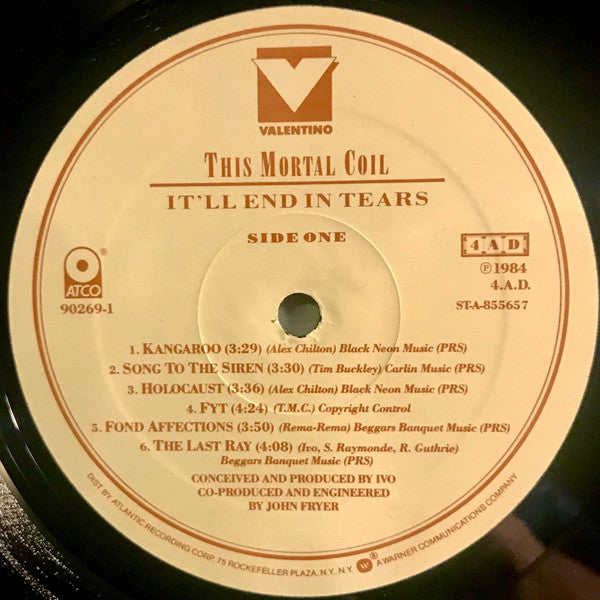 VALENTINO
THIS MORTAL COIL
IT'LL END IN TEARS
SIDE ONE
ATCO
90269-1
4AD
Ⓟ1984
4.A.D.
ST-A-855657
1. KANGAROO (3:29) (Alex Chilton) Black Neon Music (PRS)
2. SONG TO THE SIREN (3:30) (Tim Buckley) Carlin Music (PRS)
3. HOLOCAUST (3:36) (Alex Chilton) Black Neon Music (PRS)
4. FYT (4:24) (T.M.C.) Copyright Control
5. FOND AFFECTIONS (3:50) (Rema-Rema) Beggars Banquet Music (PRS)
6. THE LAST RAY (4:08) (Ivo, S. Raymonde, R. Guthrie)
Beggars Banquet Music (PRS)
CONCEIVED AND PRODUCED BY IVO
CO-PRODUCED AND ENGINEERED
BY JOHN FRYER
DIST. BY ATLANTIC RECORDING CORP. 75 ROCKEFELLER PLAZA, N.Y. N.Y. W ® A WARNER COMMUNICATIONS COMPANY